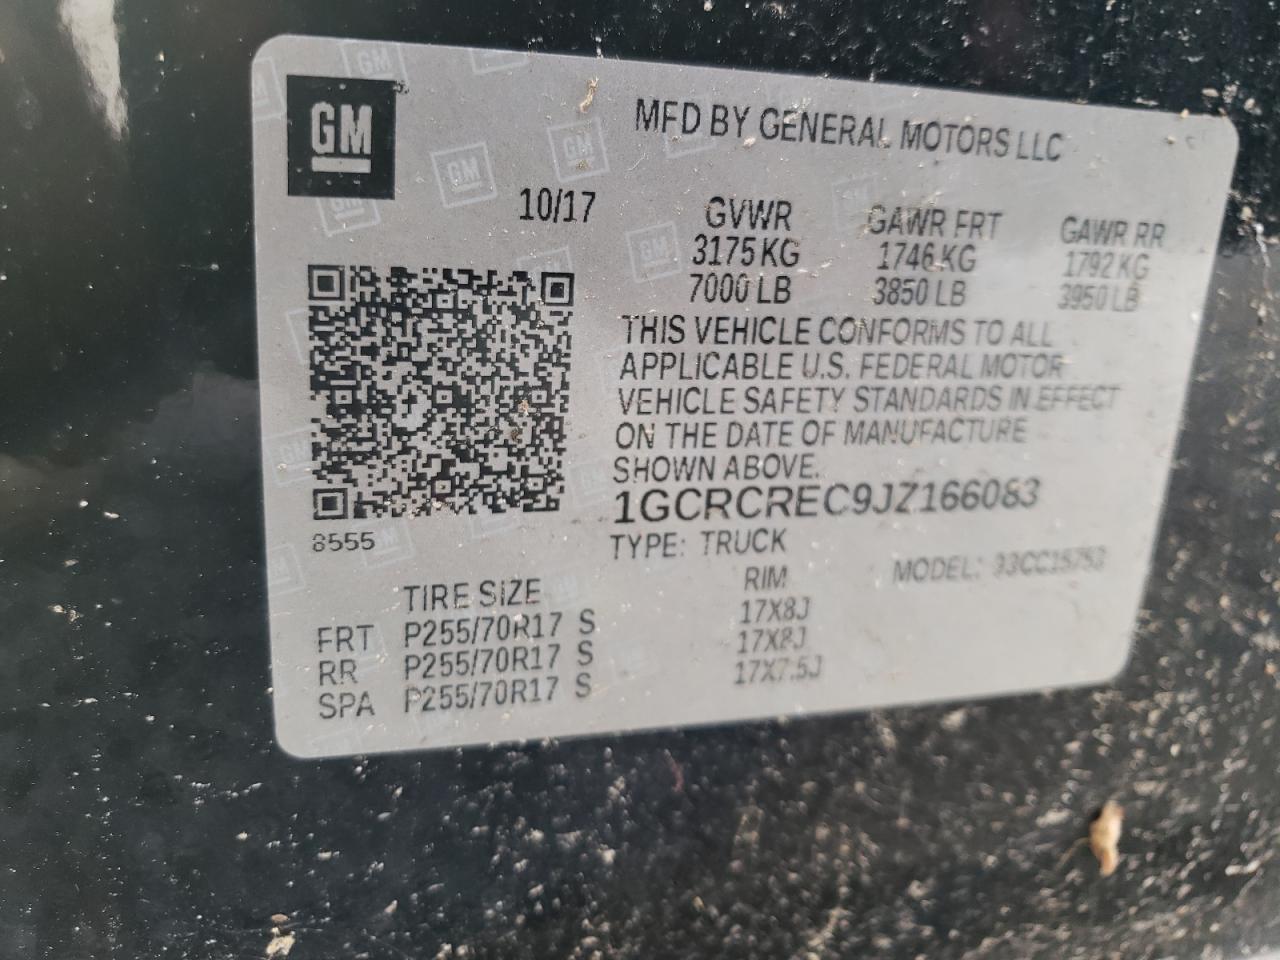 GM
MFD BY GENERAL MOTORS LLC
10/17
GVWR GAWR FRT GAWR RR
3175 KG 1746 KG 1792 KG
7000 LB 3850 LB 3950 LB
THIS VEHICLE CONFORMS TO ALL
APPLICABLE U.S. FEDERAL MOTOR
VEHICLE SAFETY STANDARDS IN EFFECT
ON THE DATE OF MANUFACTURE
SHOWN ABOVE.
1GCRCREC9JZ166083
8555
TYPE: TRUCK
MODEL:
TIRE SIZE RIM
FRT P255/70R17 S 17X8J
RR P255/70R17 S 17X8J
SPA P255/70R17 S 17X7.5J